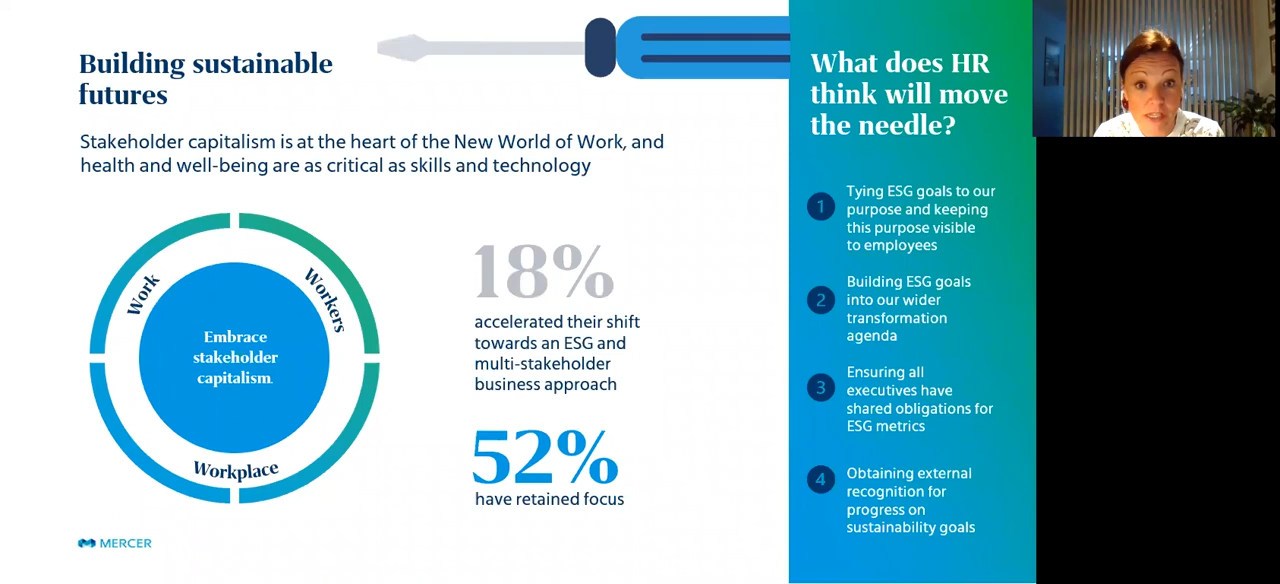 Building sustainable
futures
Stakeholder capitalism is at the heart of the New World of Work, and
health and well-being are as critical as skills and technology
Work
Workers
Workplace
Embrace
stakeholder
capitalism.
18%
accelerated their shift
towards an ESG and
multi-stakeholder
business approach
52%
have retained focus
MERCER
What does HR
think will move
the needle?
1
Tying ESG goals to our
purpose and keeping
this purpose visible
to employees
2
Building ESG goals
into our wider
transformation
agenda
3
Ensuring all
executives have
shared obligations for
ESG metrics
4
Obtaining external
recognition for
progress on
sustainability goals